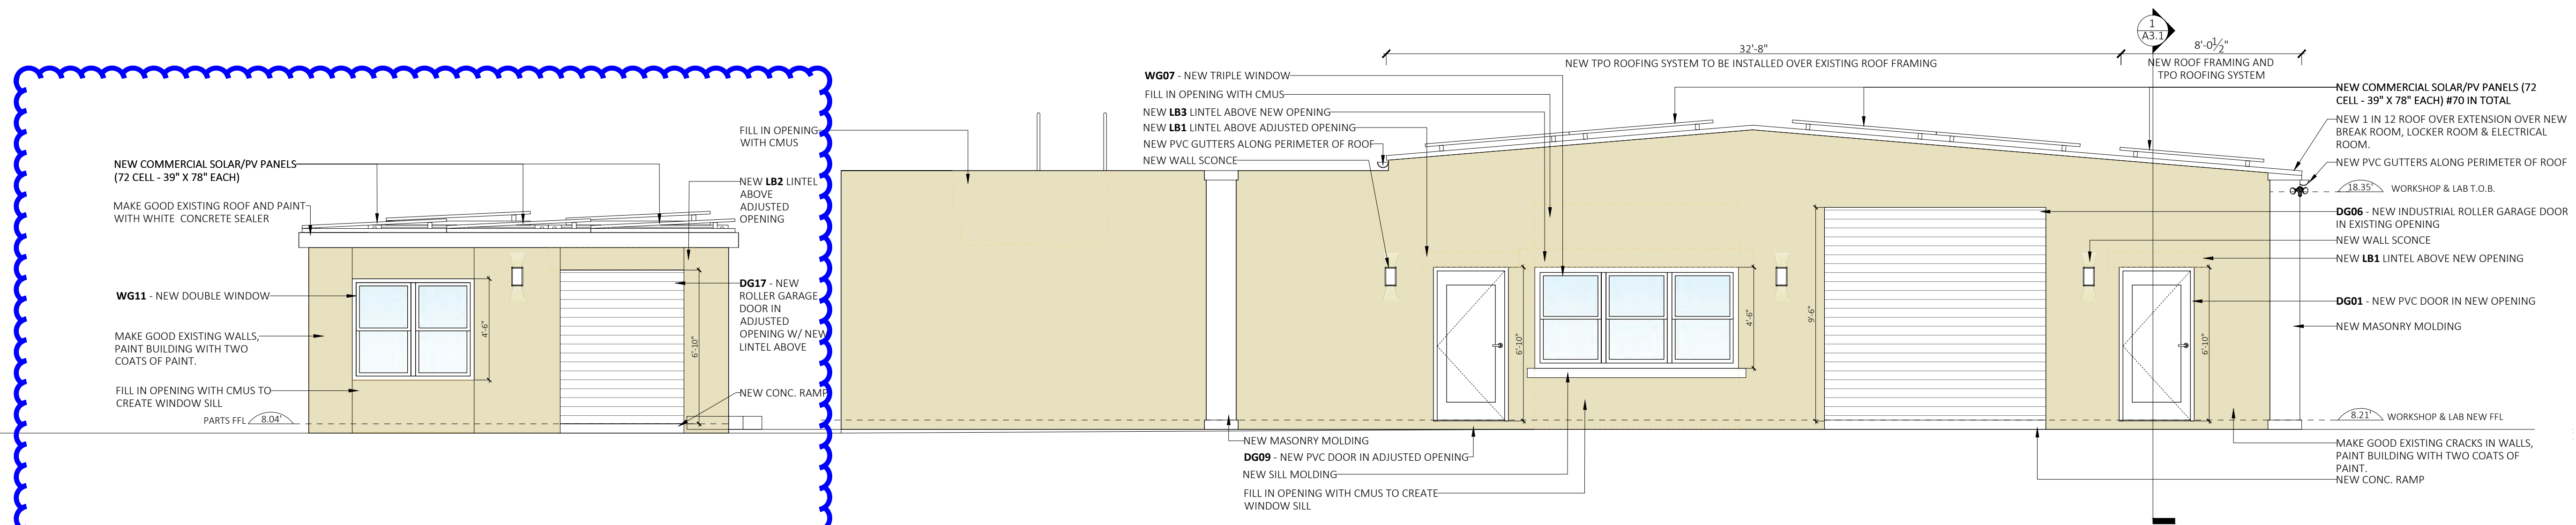 NEW COMMERCIAL SOLAR/PV PANELS
(72 CELL - 39" X 78" EACH)
MAKE GOOD EXISTING ROOF AND PAINT
WITH WHITE CONCRETE SEALER
WG11 - NEW DOUBLE WINDOW
MAKE GOOD EXISTING WALLS,
PAINT BUILDING WITH TWO
COATS OF PAINT.
FILL IN OPENING WITH CMUS TO
CREATE WINDOW SILL
PARTS FFL
8.04'
4'-6"
6'-10"
FILL IN OPENING
WITH CMUS
NEW LB2 LINTEL
ABOVE
ADJUSTED
OPENING
DG17 - NEW
ROLLER GARAGE
DOOR IN
ADJUSTED
OPENING W/ NEW
LINTEL ABOVE
NEW CONC. RAMP
WG07 - NEW TRIPLE WINDOW
FILL IN OPENING WITH CMUS
NEW LB3 LINTEL ABOVE NEW OPENING
NEW LB1 LINTEL ABOVE ADJUSTED OPENING
NEW PVC GUTTERS ALONG PERIMETER OF ROOF
NEW WALL SCONCE
32'-8"
NEW TPO ROOFING SYSTEM TO BE INSTALLED OVER EXISTING ROOF FRAMING
1
A3.1
8'-0 1/2"
NEW ROOF FRAMING AND
TPO ROOFING SYSTEM
6'-10"
4'-6"
9'-6"
6'-10"
NEW MASONRY MOLDING
DG09 - NEW PVC DOOR IN ADJUSTED OPENING
NEW SILL MOLDING
FILL IN OPENING WITH CMUS TO CREATE
WINDOW SILL
NEW COMMERCIAL SOLAR/PV PANELS (72
CELL - 39" X 78" EACH) #70 IN TOTAL
NEW 1 IN 12 ROOF OVER EXTENSION OVER NEW
BREAK ROOM, LOCKER ROOM & ELECTRICAL
ROOM.
NEW PVC GUTTERS ALONG PERIMETER OF ROOF
18.35'
WORKSHOP & LAB T.O.B.
DG06 - NEW INDUSTRIAL ROLLER GARAGE DOOR
IN EXISTING OPENING
NEW WALL SCONCE
NEW LB1 LINTEL ABOVE NEW OPENING
DG01 - NEW PVC DOOR IN NEW OPENING
NEW MASONRY MOLDING
8.21'
WORKSHOP & LAB NEW FFL
MAKE GOOD EXISTING CRACKS IN WALLS,
PAINT BUILDING WITH TWO COATS OF
PAINT.
NEW CONC. RAMP